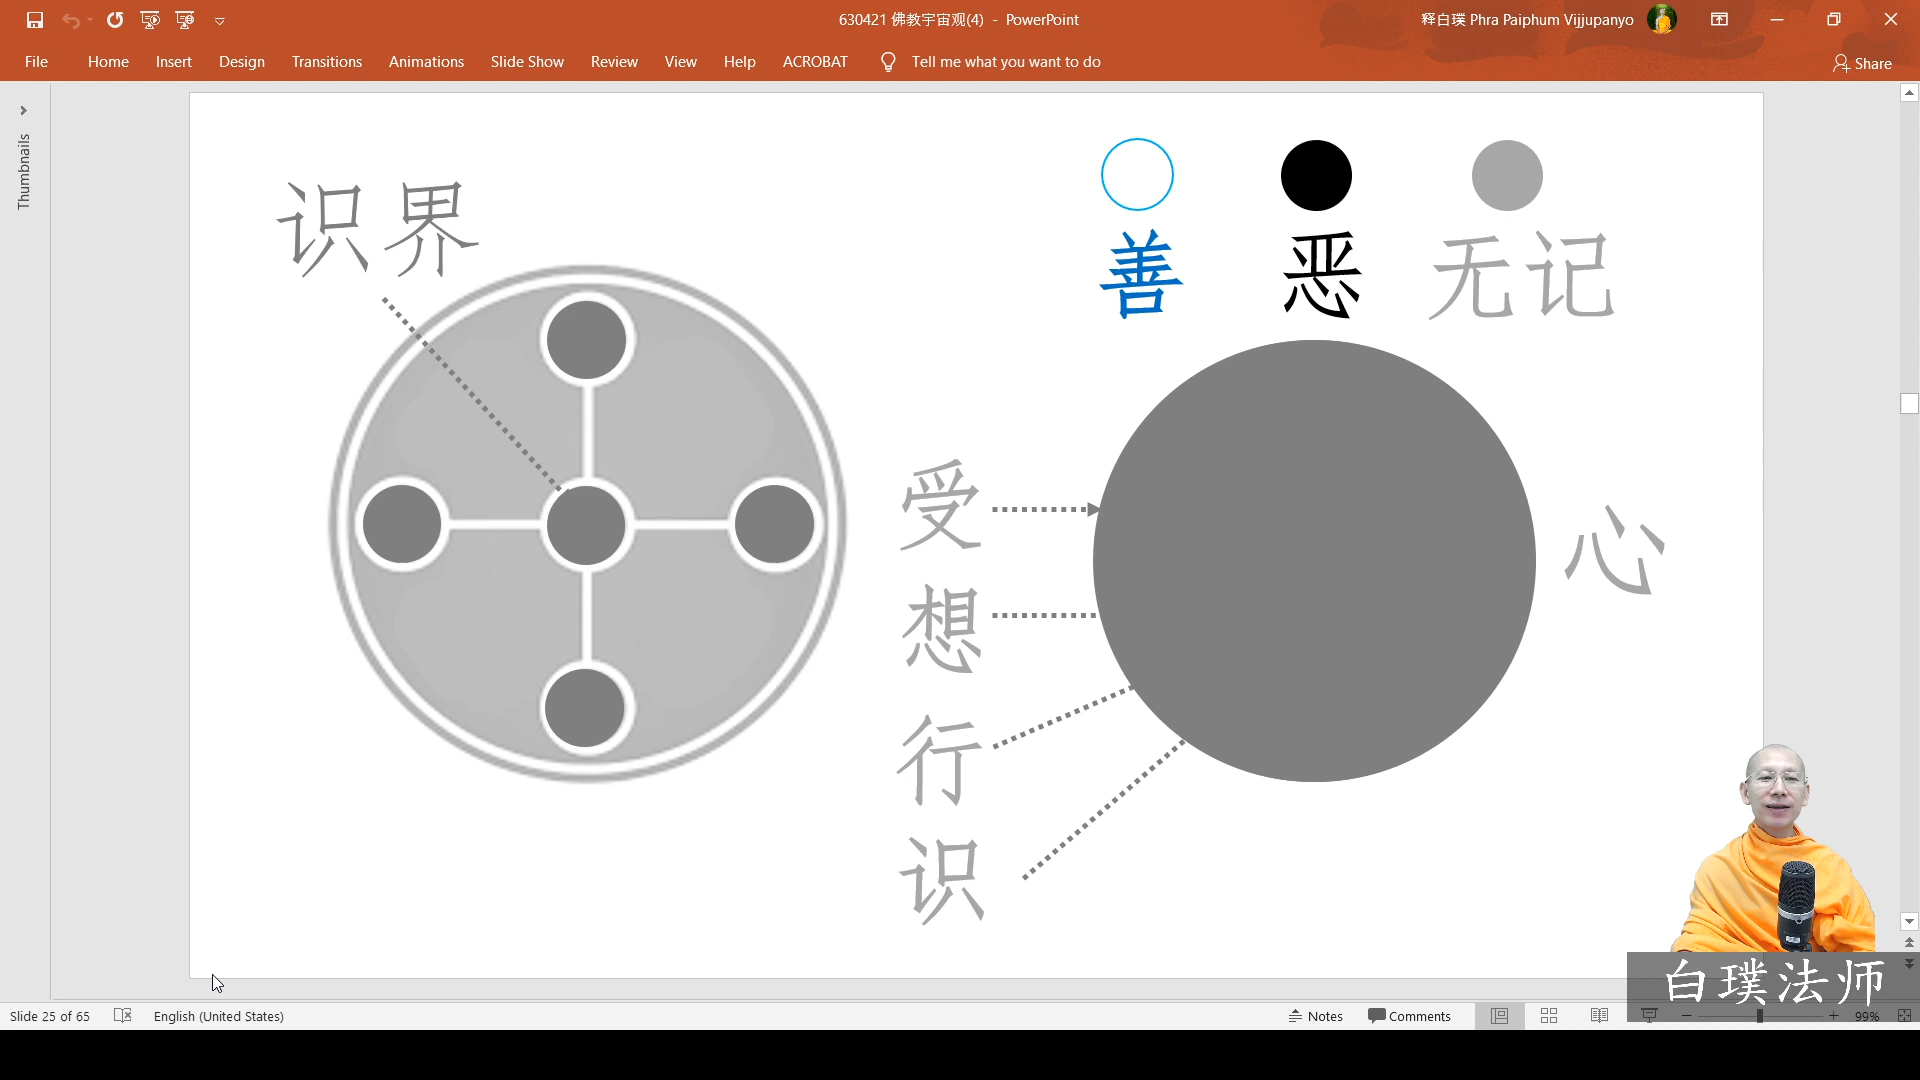 630421 佛教宇宙观(4) - PowerPoint
释白璞 Phra Paiphum Vijjupanyo
File Home Insert Design Transitions Animations Slide Show Review View Help ACROBAT Tell me what you want to do
Share
Thumbnails
识界
善 恶 无记
受
想
行
识
心
白璞法师
Slide 25 of 65 English (United States) Notes Comments 99%